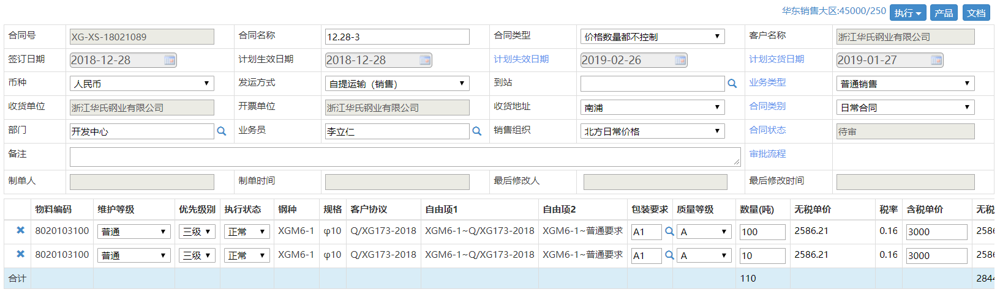 华东销售大区:45000/250 执行 产品 文档
合同号 XG-XS-18021089 合同名称 12.28-3 合同类型 价格数量都不控制 客户名称 浙江华氏钢业有限公司
签订日期 2018-12-28 计划生效日期 2018-12-28 计划失效日期 2019-02-26 计划交货日期 2019-01-27
币种 人民币 发运方式 自提运输（销售） 到站 业务类型 普通销售
收货单位 浙江华氏钢业有限公司 开票单位 浙江华氏钢业有限公司 收货地址 南浦 合同类别 日常合同
部门 开发中心 业务员 李立仁 销售组织 北方日常价格 合同状态 待审
备注 审批流程
制单人 制单时间 最后修改人 最后修改时间
物料编码 维护等级 优先级别 执行状态 钢种 规格 客户协议 自由项1 自由项2 包装要求 质量等级 数量(吨) 无税单价 税率 含税单价 无税
8020103100 普通 三级 正常 XGM6-1 φ10 Q/XG173-2018 XGM6-1~Q/XG173-2018 XGM6-1~普通要求 A1 A 100 2586.21 0.16 3000 2586
8020103100 普通 三级 正常 XGM6-1 φ10 Q/XG173-2018 XGM6-1~Q/XG173-2018 XGM6-1~普通要求 A1 A 10 2586.21 0.16 3000 2586
合计 110 2844